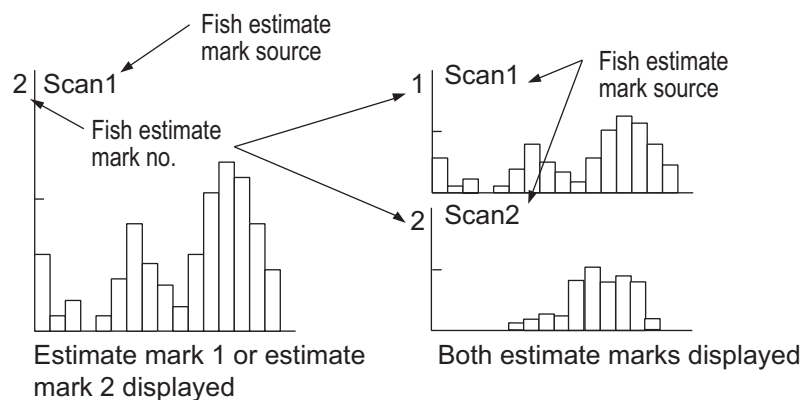 Fish estimate
mark source
2 Scan1
Fish estimate
mark no.
Estimate mark 1 or estimate
mark 2 displayed
1 Scan1
Fish estimate
mark source
2 Scan2
Both estimate marks displayed